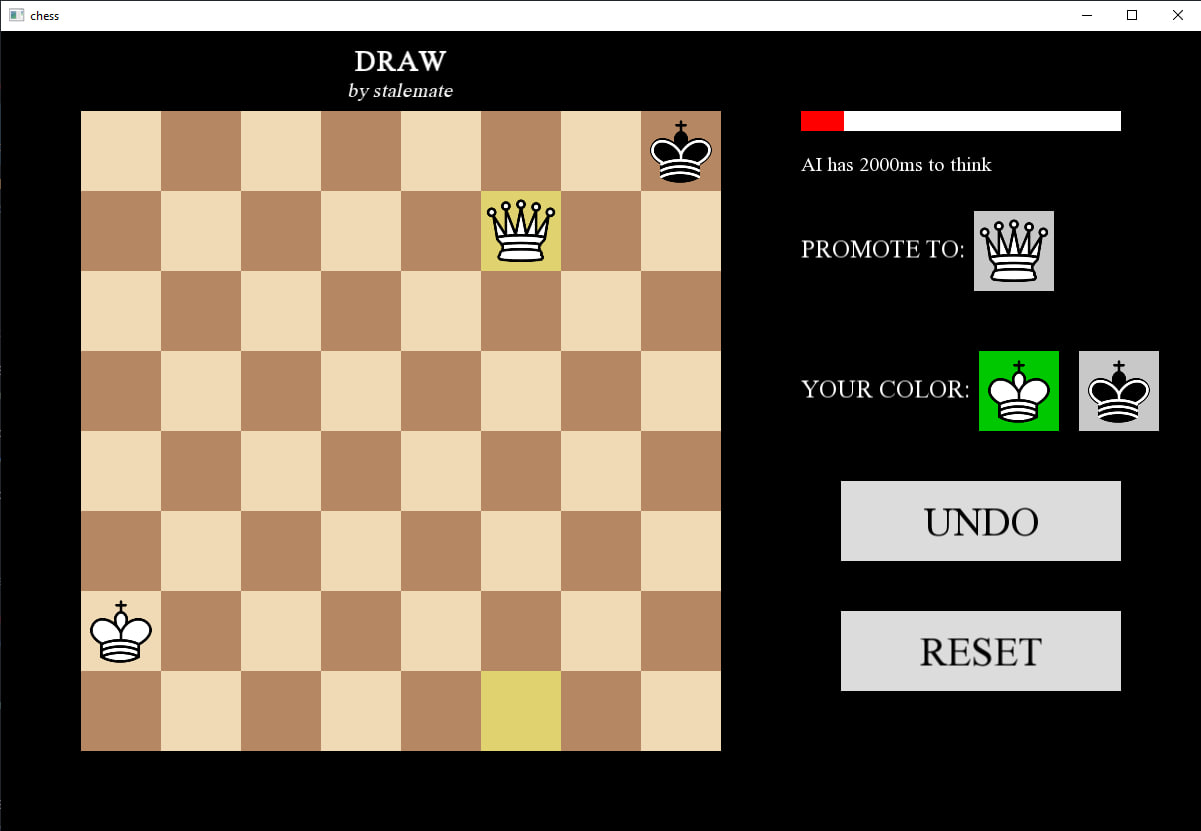 chess
DRAW
by stalemate
AI has 2000ms to think
PROMOTE TO:
YOUR COLOR:
UNDO
RESET